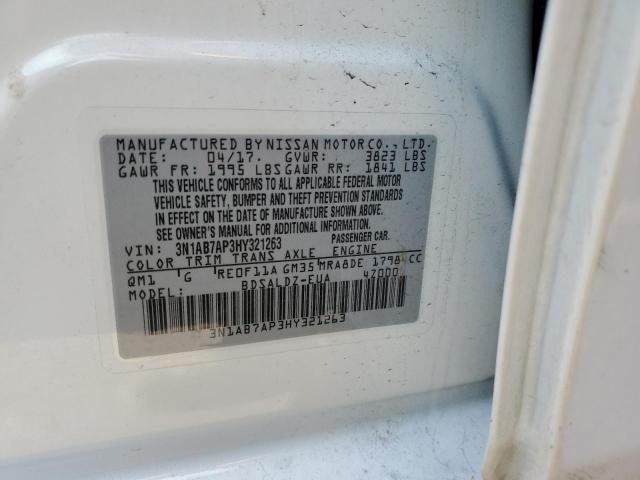 MANUFACTURED BY NISSAN MOTOR CO., LTD.
DATE: 04/17. GVWR: 3823 LBS
GAWR FR: 1995 LBS GAWR RR: 1841 LBS
THIS VEHICLE CONFORMS TO ALL APPLICABLE FEDERAL MOTOR
VEHICLE SAFETY, BUMPER AND THEFT PREVENTION STANDARDS
IN EFFECT ON THE DATE OF MANUFACTURE SHOWN ABOVE.
SEE OWNER'S MANUAL FOR ADDITIONAL INFORMATION
VIN: 3N1AB7AP3HY321263 PASSENGER CAR.
COLOR TRIM TRANS AXLE ENGINE
QM1 G RE0F11A GM35 MRA8DE 1798 CC
MODEL: BDSALDZ-EUA 42000
3N1AB7AP3HY321263